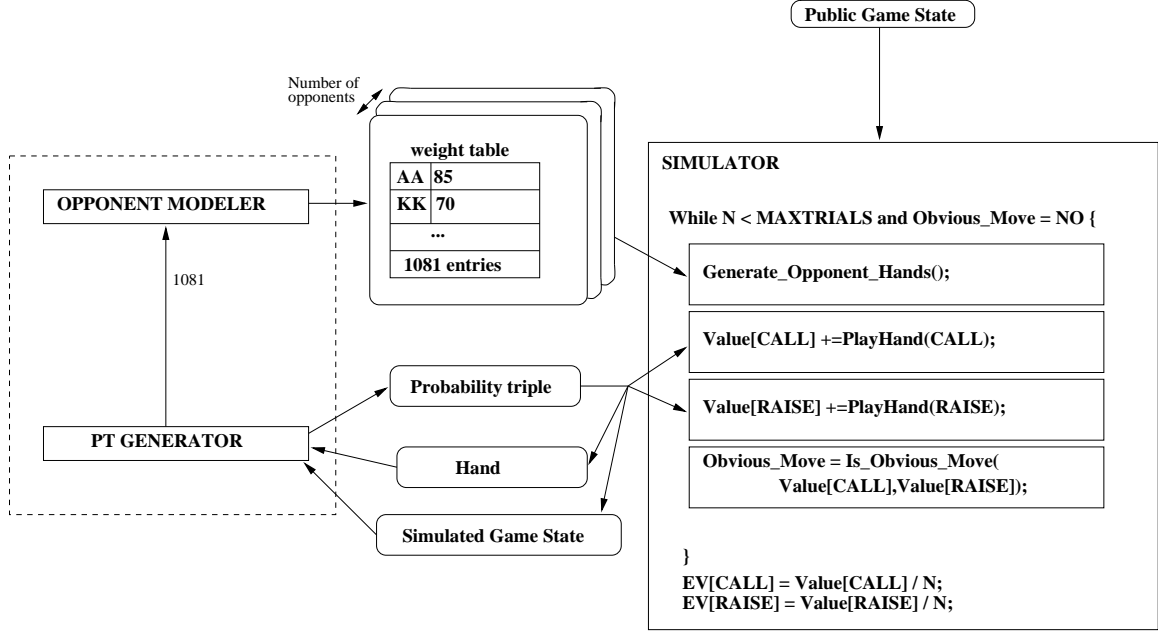 Public Game State
Number of
opponents
weight table
AA 85
KK 70
...
1081 entries
OPPONENT MODELER
1081
PT GENERATOR
Probability triple
Hand
Simulated Game State
SIMULATOR
While N < MAXTRIALS and Obvious_Move = NO {
Generate_Opponent_Hands();
Value[CALL] +=PlayHand(CALL);
Value[RAISE] +=PlayHand(RAISE);
Obvious_Move = Is_Obvious_Move(
Value[CALL],Value[RAISE]);
}
EV[CALL] = Value[CALL] / N;
EV[RAISE] = Value[RAISE] / N;